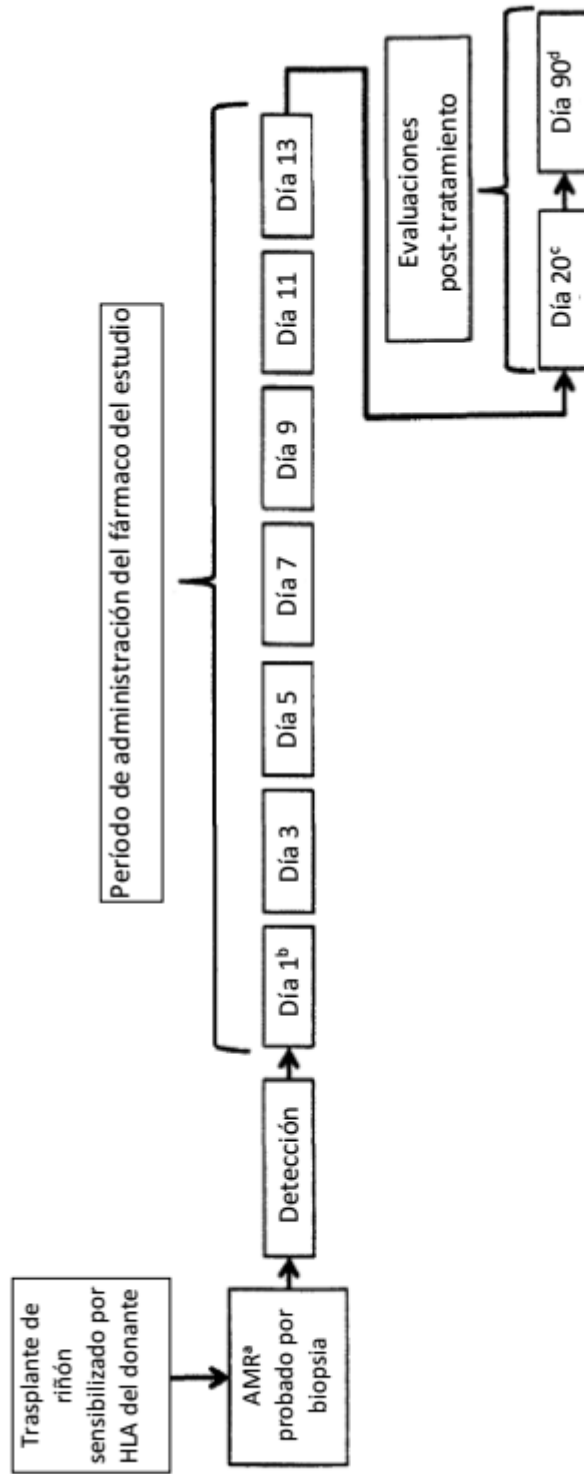 Trasplante de
riñón
sensibilizado por
HLA del donante
AMRª
probado por
biopsia
Detección
Período de administración del fármaco del estudio
Día 1ᵇ
Día 3
Día 5
Día 7
Día 9
Día 11
Día 13
Evaluaciones
post-tratamiento
Día 20ᶜ
Día 90ᵈ